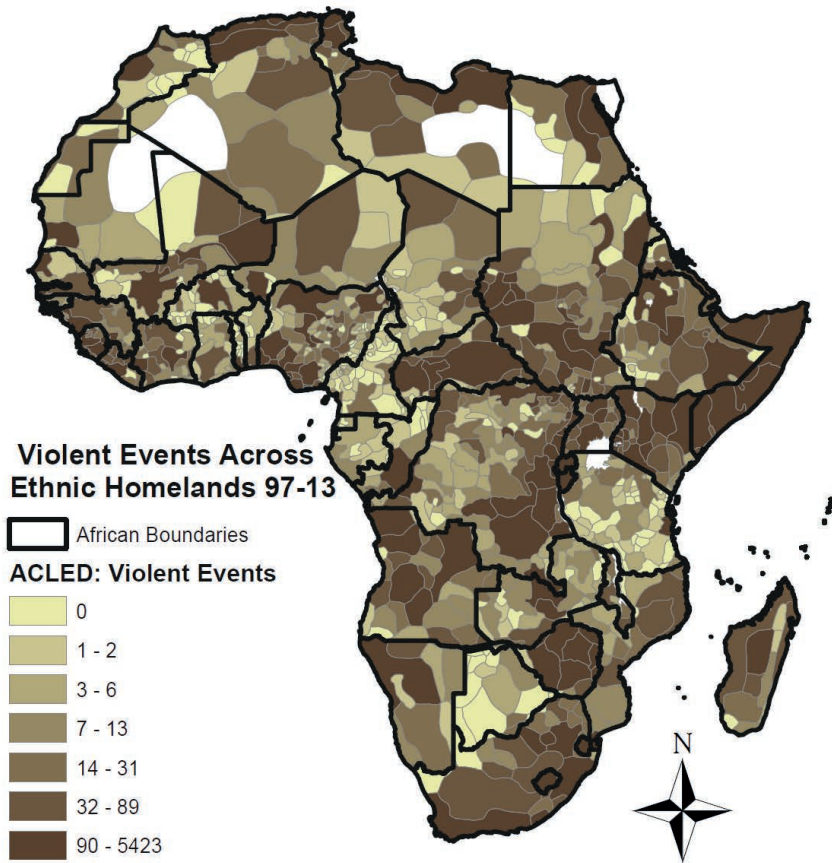 Violent Events Across
Ethnic Homelands 97-13
African Boundaries
ACLED: Violent Events
0
1 - 2
3 - 6
7 - 13
14 - 31
32 - 89
90 - 5423
N